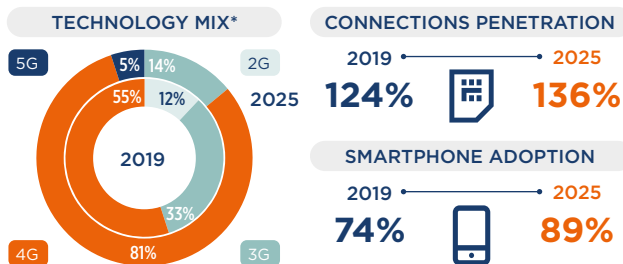 TECHNOLOGY MIX*
5G
5%
14%
2G
55%
12%
2025
2019
33%
4G
81%
3G
CONNECTIONS PENETRATION
2019
2025
124%
136%
SMARTPHONE ADOPTION
2019
2025
74%
89%